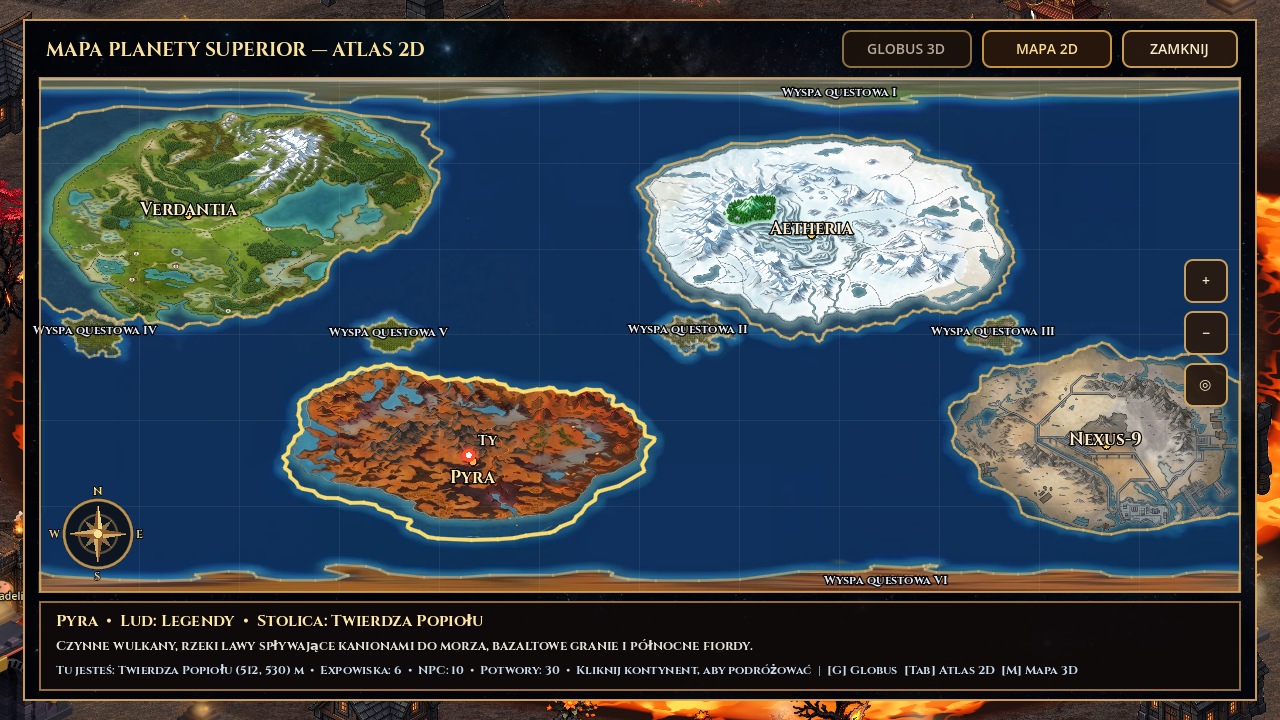 MAPA PLANETY SUPERIOR — ATLAS 2D
GLOBUS 3D
MAPA 2D
ZAMKNIJ
Wyspa questowa I
Verdantia
Aetheria
+
−
◎
Wyspa questowa IV
Wyspa questowa V
Wyspa questowa II
Wyspa questowa III
Ty
Pyra
Nexus-9
N
W
E
S
Wyspa questowa VI
Pyra • Lud: Legendy • Stolica: Twierdza Popiołu
Czynne wulkany, rzeki lawy spływające kanionami do morza, bazaltowe granie i północne fiordy.
Tu jesteś: Twierdza Popiołu (512, 530) m • Expowiska: 6 • NPC: 10 • Potwory: 30 • Kliknij kontynent, aby podróżować | [G] Globus [Tab] Atlas 2D [M] Mapa 3D